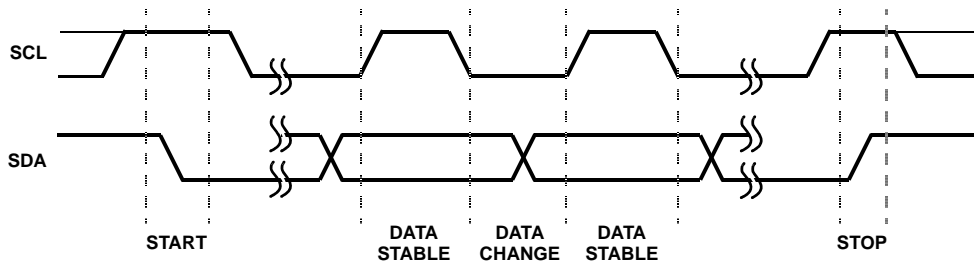 SCL
SDA
START
DATA
STABLE
DATA
CHANGE
DATA
STABLE
STOP